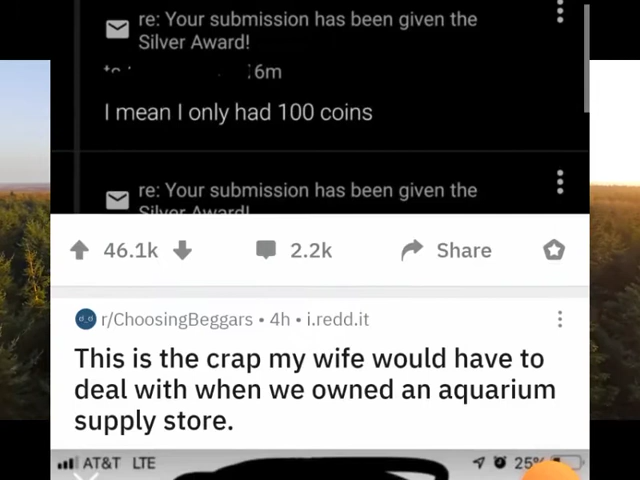 re: Your submission has been given the
Silver Award!
6m
I mean I only had 100 coins
re: Your submission has been given the
Silver Award!
46.1k 2.2k Share
r/ChoosingBeggars • 4h • i.redd.it
This is the crap my wife would have to
deal with when we owned an aquarium
supply store.
AT&T LTE 25%